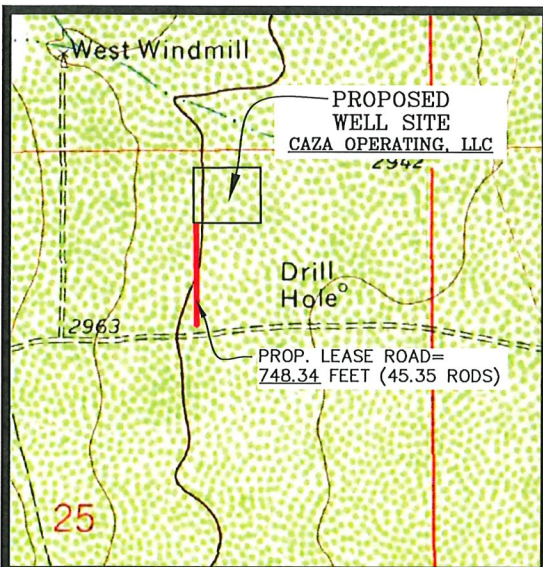 West Windmill
PROPOSED
WELL SITE
CAZA OPERATING, LLC
2942
Drill
Hole
2963
PROP. LEASE ROAD=
748.34 FEET (45.35 RODS)
25